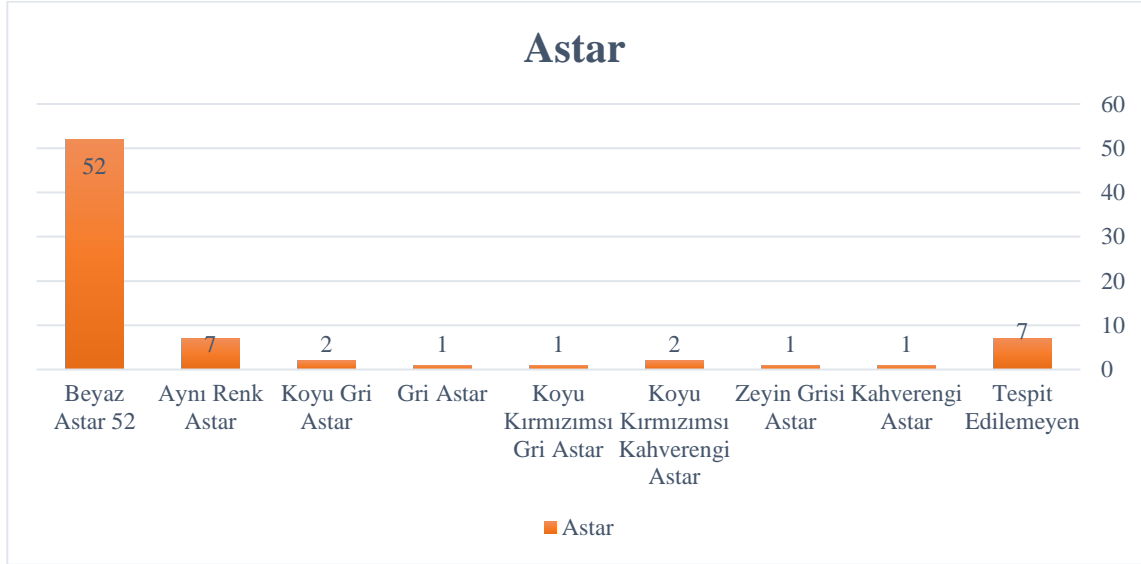 Astar
60
50
40
30
20
10
0
52
7
2
1
1
2
1
1
7
Beyaz
Astar 52
Aynı Renk
Astar
Koyu Gri
Astar
Gri Astar
Koyu
Kırmızımsı
Gri Astar
Koyu
Kırmızımsı
Kahverengi
Astar
Zeyin Grisi
Astar
Kahverengi
Astar
Tespit
Edilemeyen
Astar